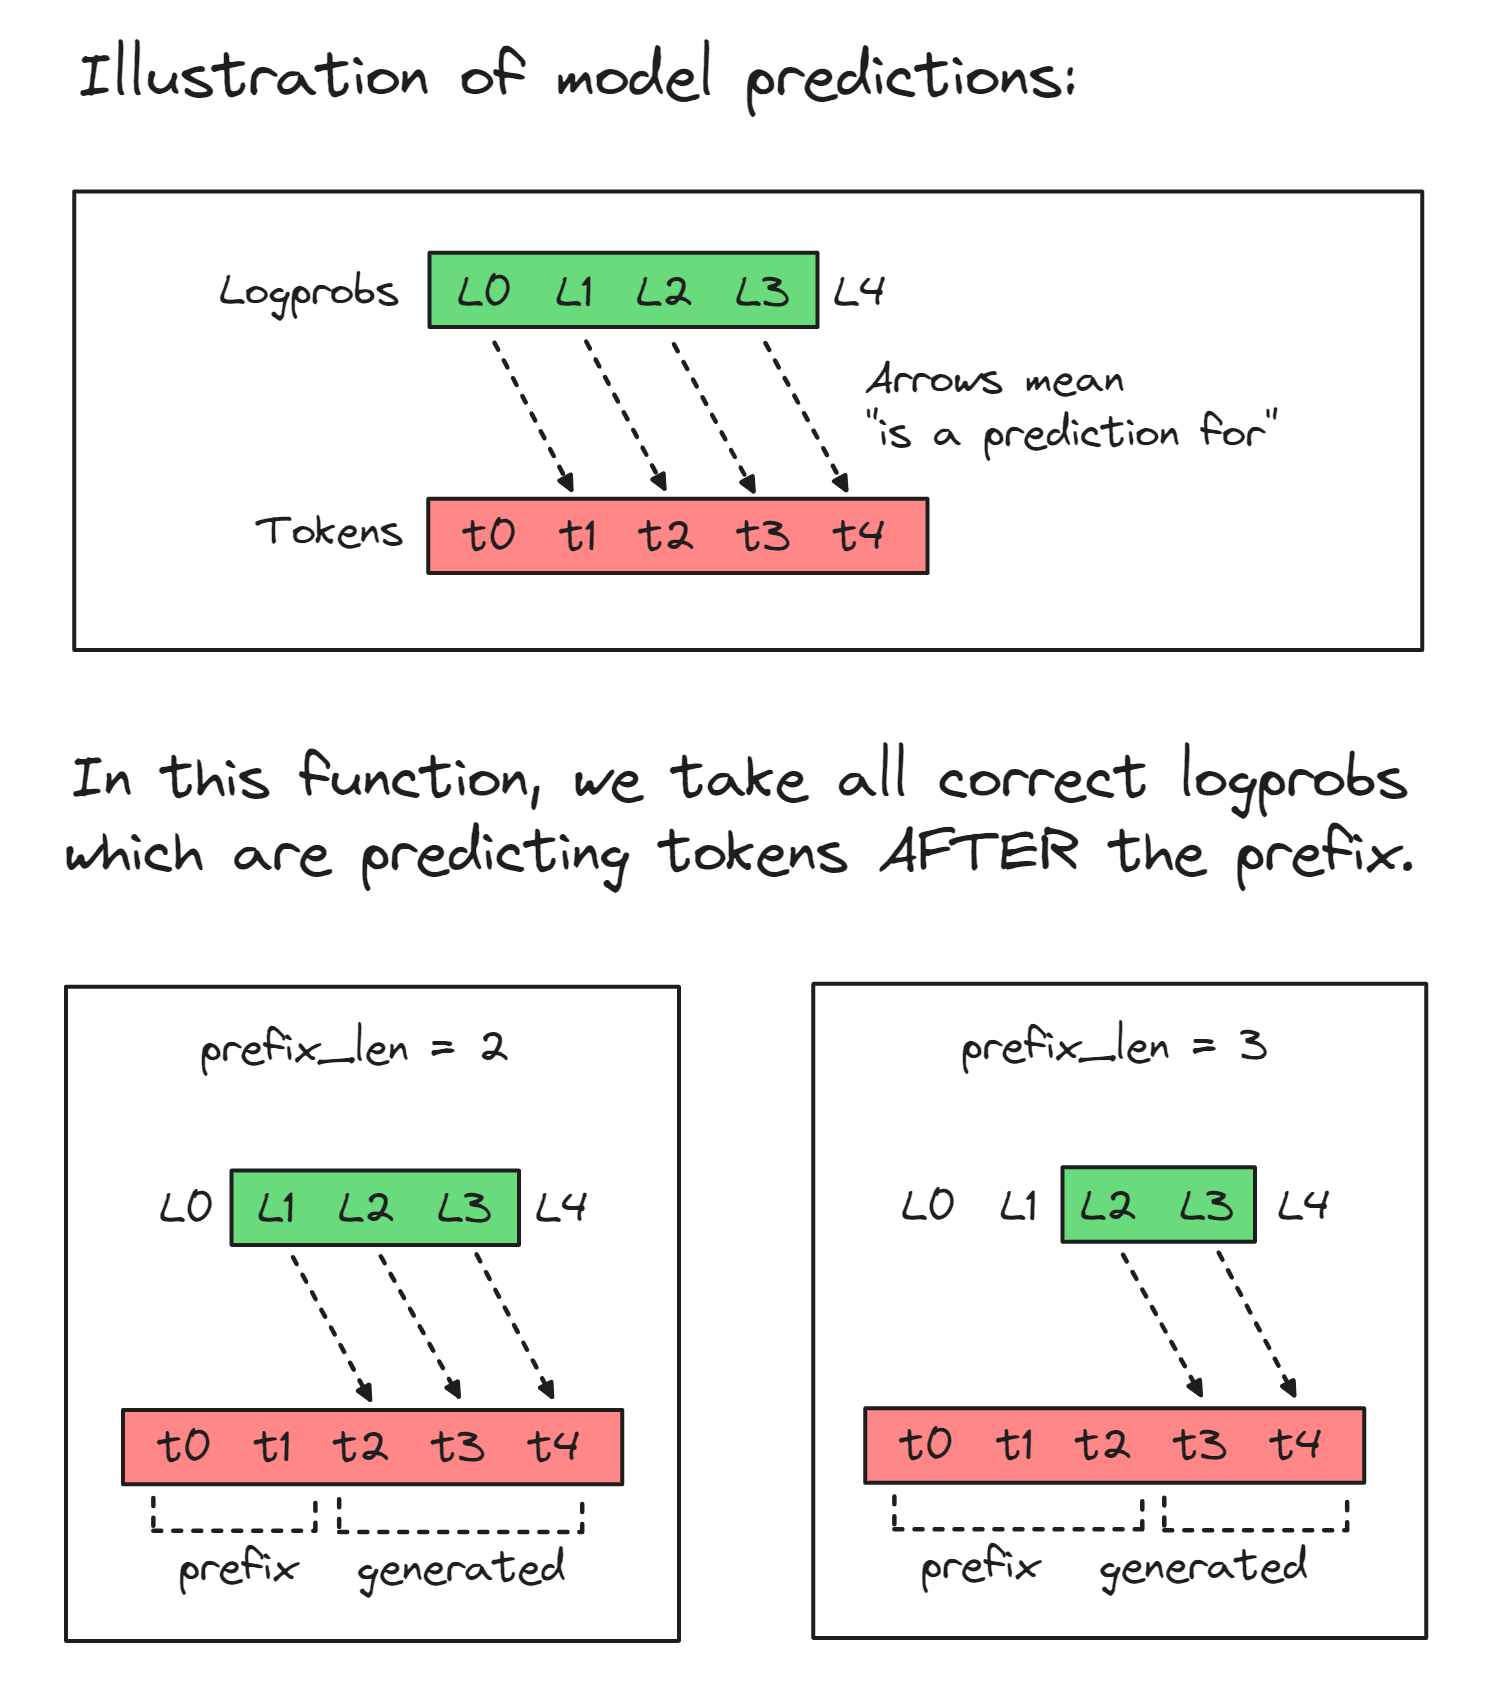 Illustration of model predictions:
Logprobs L0 L1 L2 L3 L4
Arrows mean
"is a prediction for"
Tokens t0 t1 t2 t3 t4
In this function, we take all correct logprobs
which are predicting tokens AFTER the prefix.
prefix_len = 2
L0 L1 L2 L3 L4
t0 t1 t2 t3 t4
prefix generated
prefix_len = 3
L0 L1 L2 L3 L4
t0 t1 t2 t3 t4
prefix generated